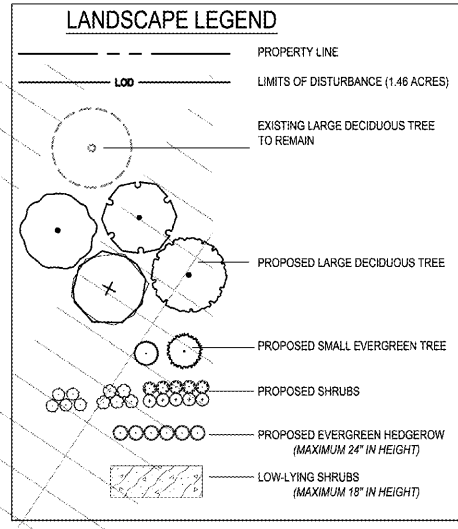 LANDSCAPE LEGEND
PROPERTY LINE
LOD
LIMITS OF DISTURBANCE (1.46 ACRES)
EXISTING LARGE DECIDUOUS TREE
TO REMAIN
PROPOSED LARGE DECIDUOUS TREE
PROPOSED SMALL EVERGREEN TREE
PROPOSED SHRUBS
PROPOSED EVERGREEN HEDGEROW
(MAXIMUM 24" IN HEIGHT)
LOW-LYING SHRUBS
(MAXIMUM 18" IN HEIGHT)